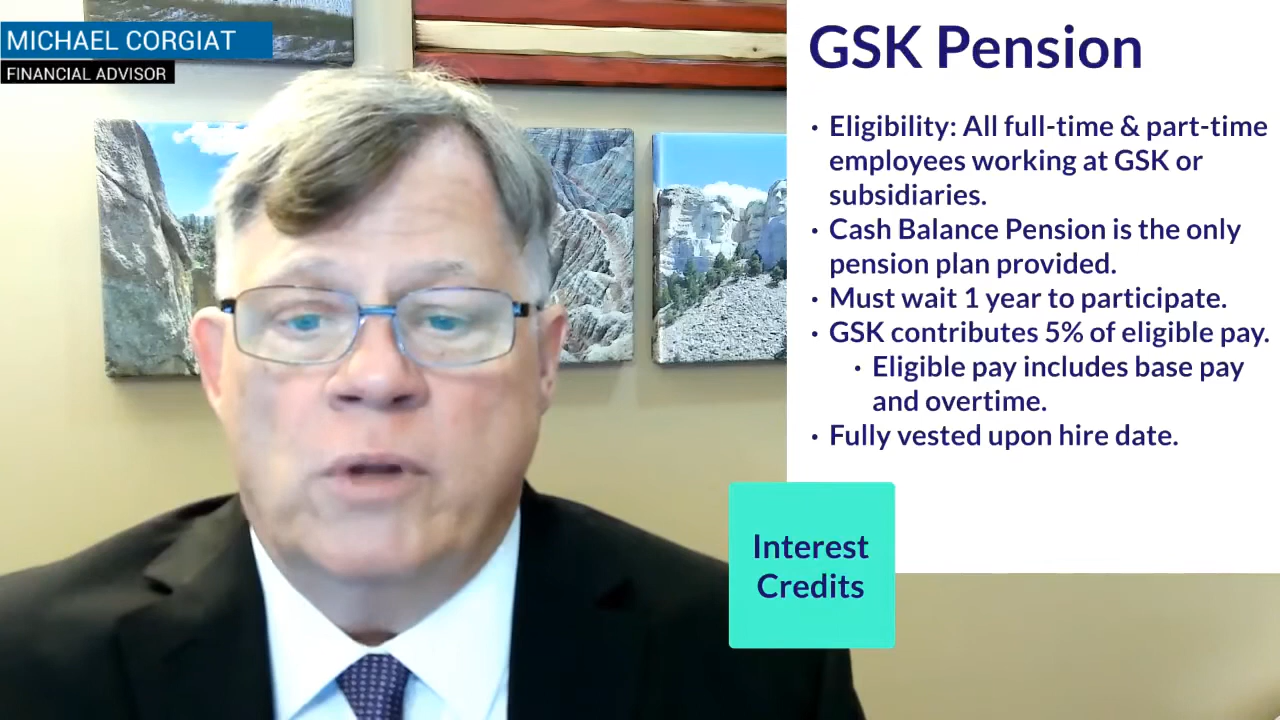 MICHAEL CORGIAT
FINANCIAL ADVISOR
GSK Pension
• Eligibility: All full-time & part-time
employees working at GSK or
subsidiaries.
• Cash Balance Pension is the only
pension plan provided.
• Must wait 1 year to participate.
• GSK contributes 5% of eligible pay.
• Eligible pay includes base pay
and overtime.
• Fully vested upon hire date.
Interest
Credits